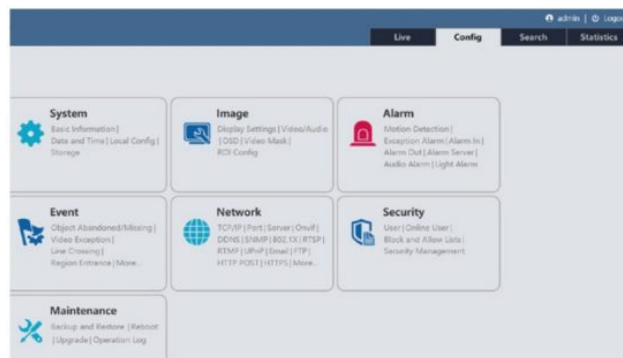 admin | Logout
Live Config Search Statistics
System
Basic Information |
Date and Time | Local Config |
Storage
Image
Display Settings | Video/Audio
| OSD | Video Mask |
ROI Config
Alarm
Motion Detection |
Exception Alarm | Alarm In |
Alarm Out | Alarm Server |
Audio Alarm | Light Alarm
Event
Object Abandoned/Missing |
Video Exception |
Line Crossing |
Region Entrance | More...
Network
TCP/IP | Port | Server | Onvif |
DDNS | SNMP | 802.1X | RTSP |
RTMP | UPnP | Email | FTP |
HTTP POST | HTTPS | More...
Security
User | Online User |
Block and Allow Lists |
Security Management
Maintenance
Backup and Restore | Reboot
| Upgrade | Operation Log